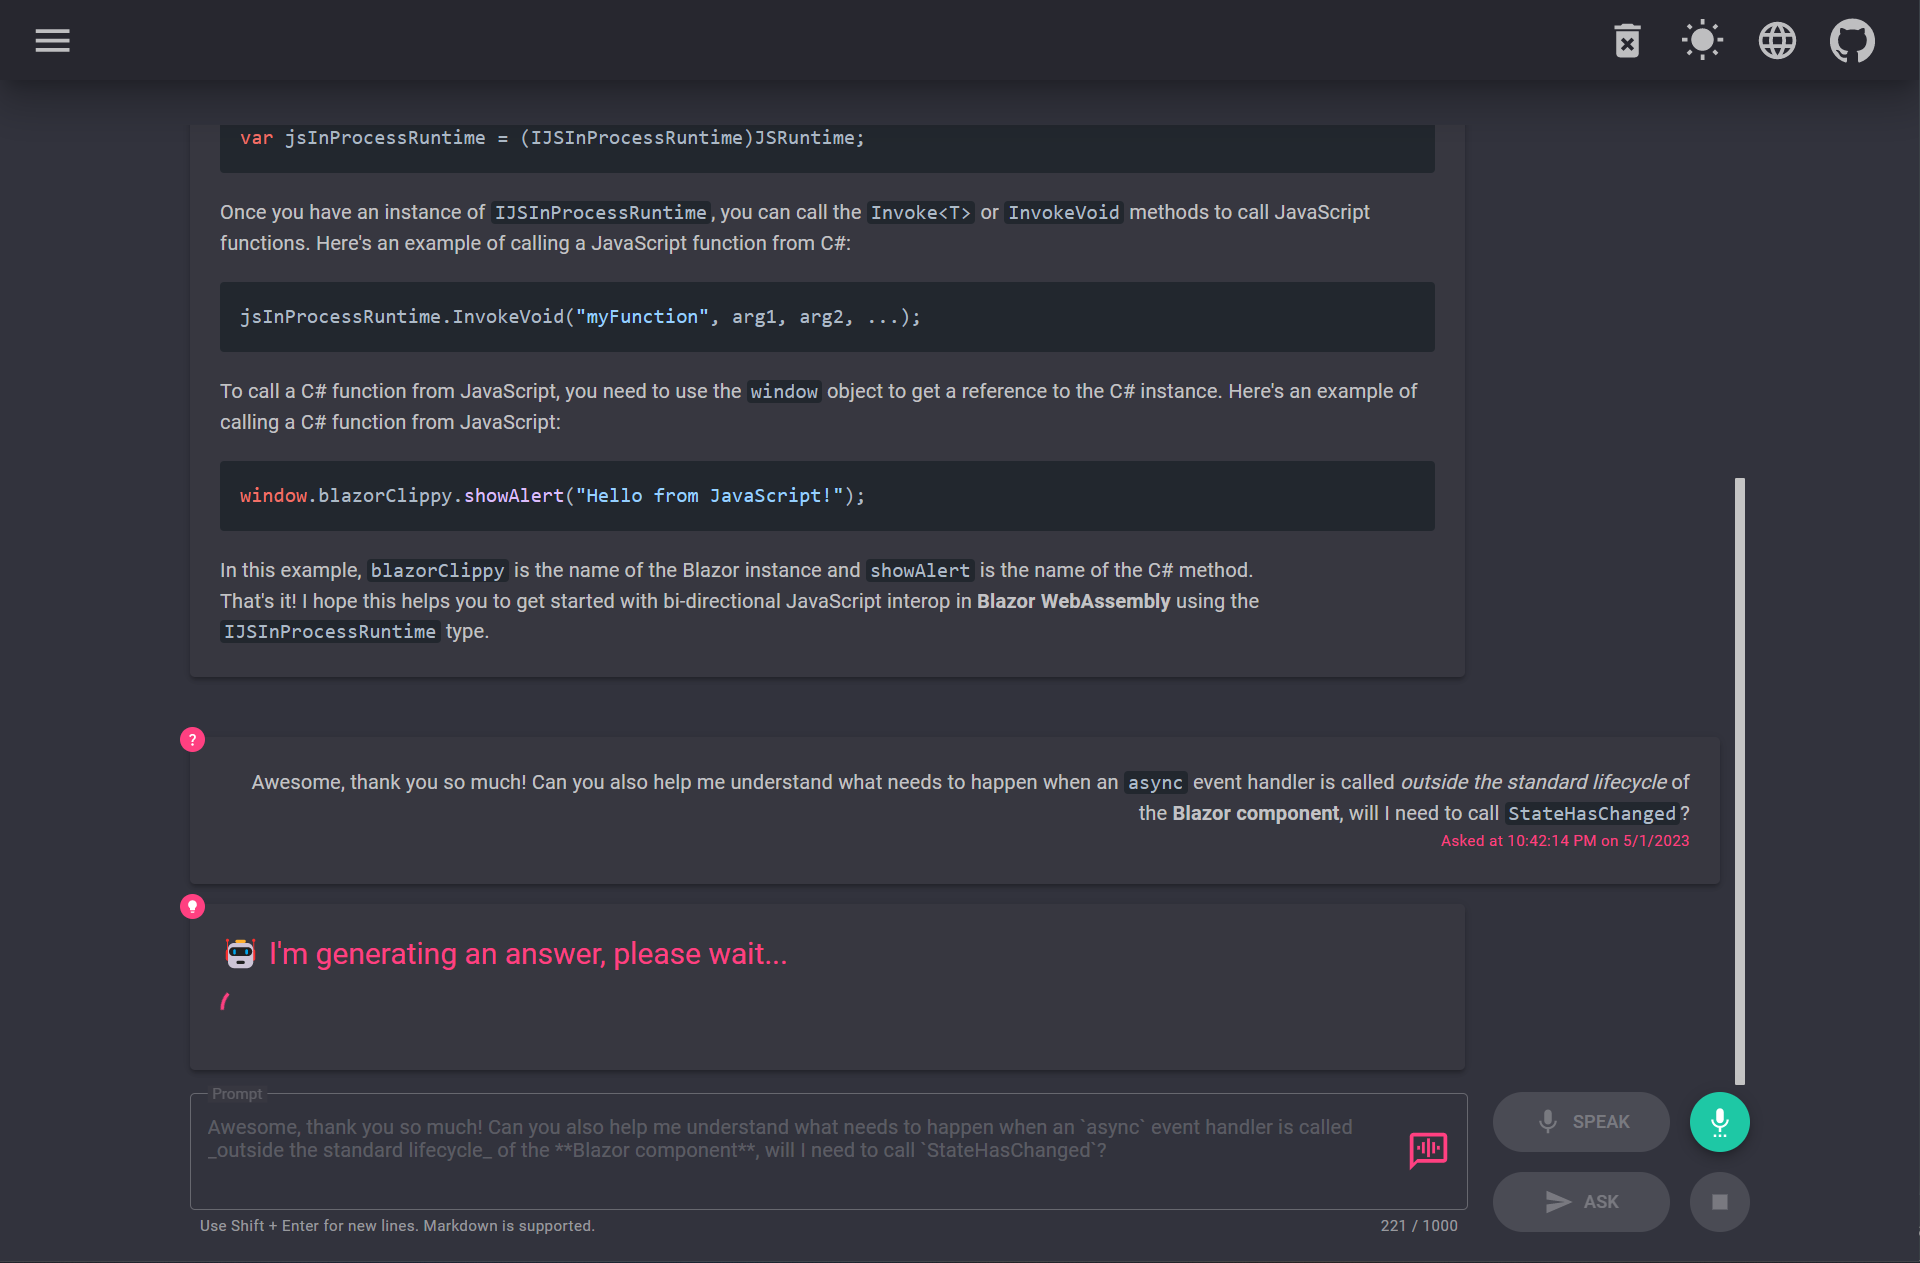 var jsInProcessRuntime = (IJSInProcessRuntime)JSRuntime;
Once you have an instance of IJSInProcessRuntime, you can call the Invoke<T> or InvokeVoid methods to call JavaScript
functions. Here's an example of calling a JavaScript function from C#:
jsInProcessRuntime.InvokeVoid("myFunction", arg1, arg2, ...);
To call a C# function from JavaScript, you need to use the window object to get a reference to the C# instance. Here's an example of
calling a C# function from JavaScript:
window.blazorClippy.showAlert("Hello from JavaScript!");
In this example, blazorClippy is the name of the Blazor instance and showAlert is the name of the C# method.
That's it! I hope this helps you to get started with bi-directional JavaScript interop in Blazor WebAssembly using the
IJSInProcessRuntime type.
?
Awesome, thank you so much! Can you also help me understand what needs to happen when an async event handler is called outside the standard lifecycle of
the Blazor component, will I need to call StateHasChanged?
Asked at 10:42:14 PM on 5/1/2023
I'm generating an answer, please wait...
Prompt
Awesome, thank you so much! Can you also help me understand what needs to happen when an `async` event handler is called
_outside the standard lifecycle_ of the **Blazor component**, will I need to call `StateHasChanged`?
SPEAK
ASK
Use Shift + Enter for new lines. Markdown is supported.
221 / 1000